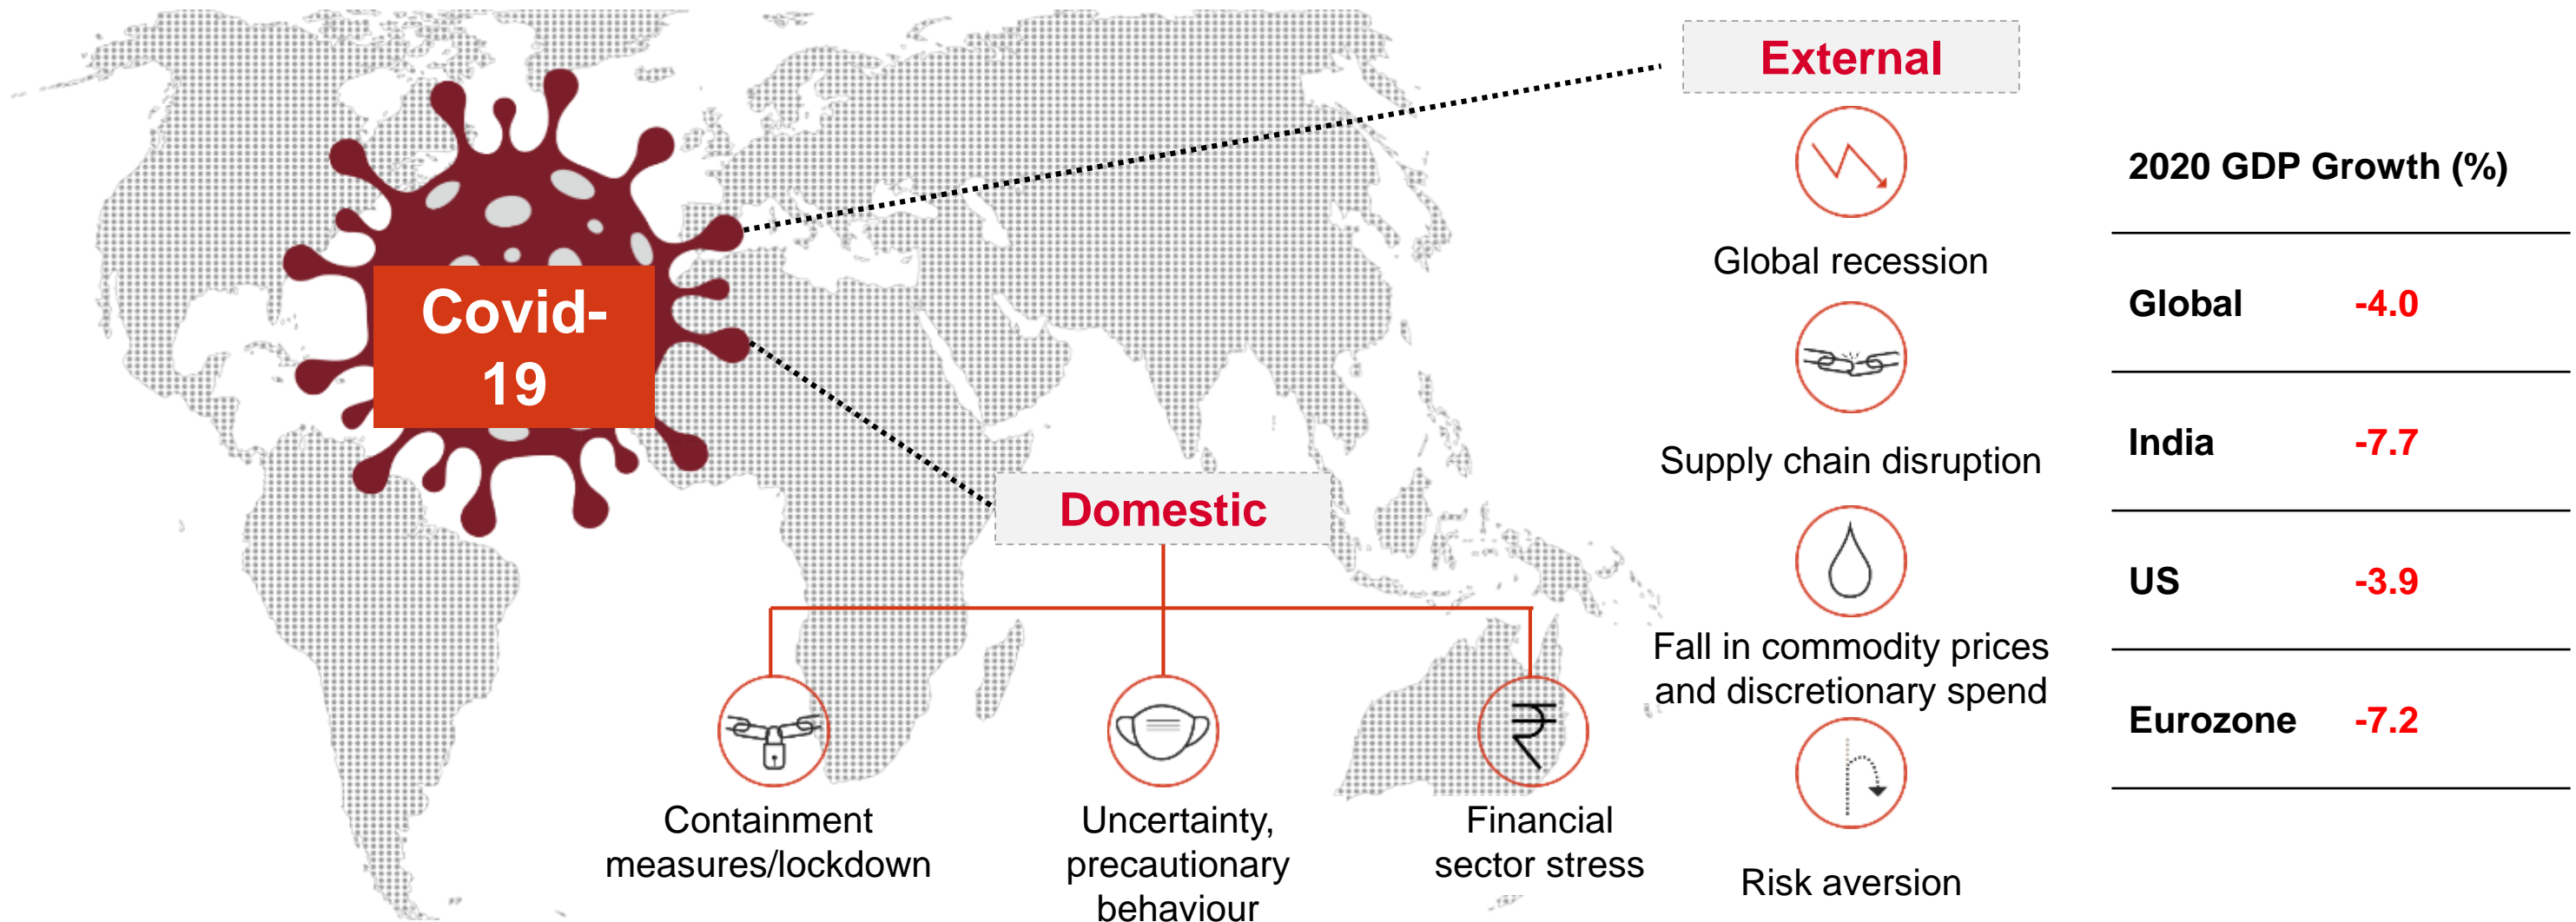 Covid-
19
External
Global recession
Supply chain disruption
Fall in commodity prices
and discretionary spend
Risk aversion
Domestic
Containment
measures/lockdown
Uncertainty,
precautionary
behaviour
₹
Financial
sector stress
2020 GDP Growth (%)
Global -4.0
India -7.7
US -3.9
Eurozone -7.2